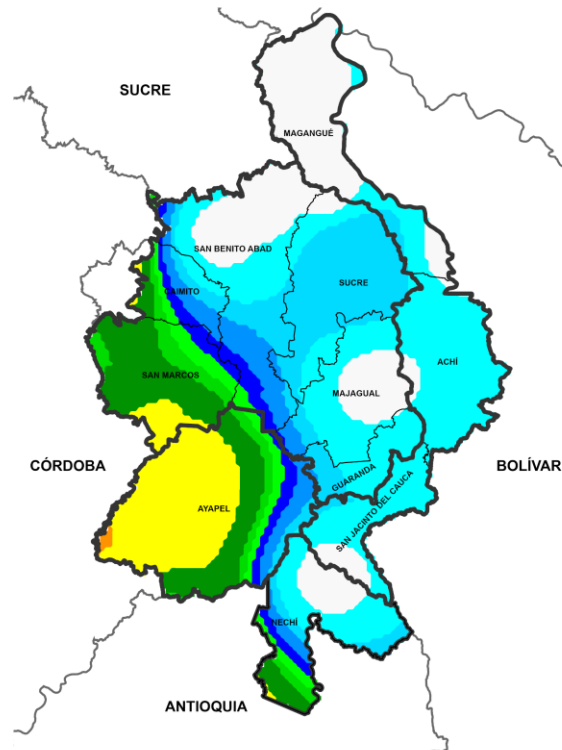 SUCRE
MAGANGUÉ
SAN BENITO ABAD
SUCRE
CAIMITO
ACHÍ
SAN MARCOS
MAJAGUAL
CÓRDOBA
BOLÍVAR
GUARANDA
AYAPEL
SAN JACINTO DEL CAUCA
NECHÍ
ANTIOQUIA